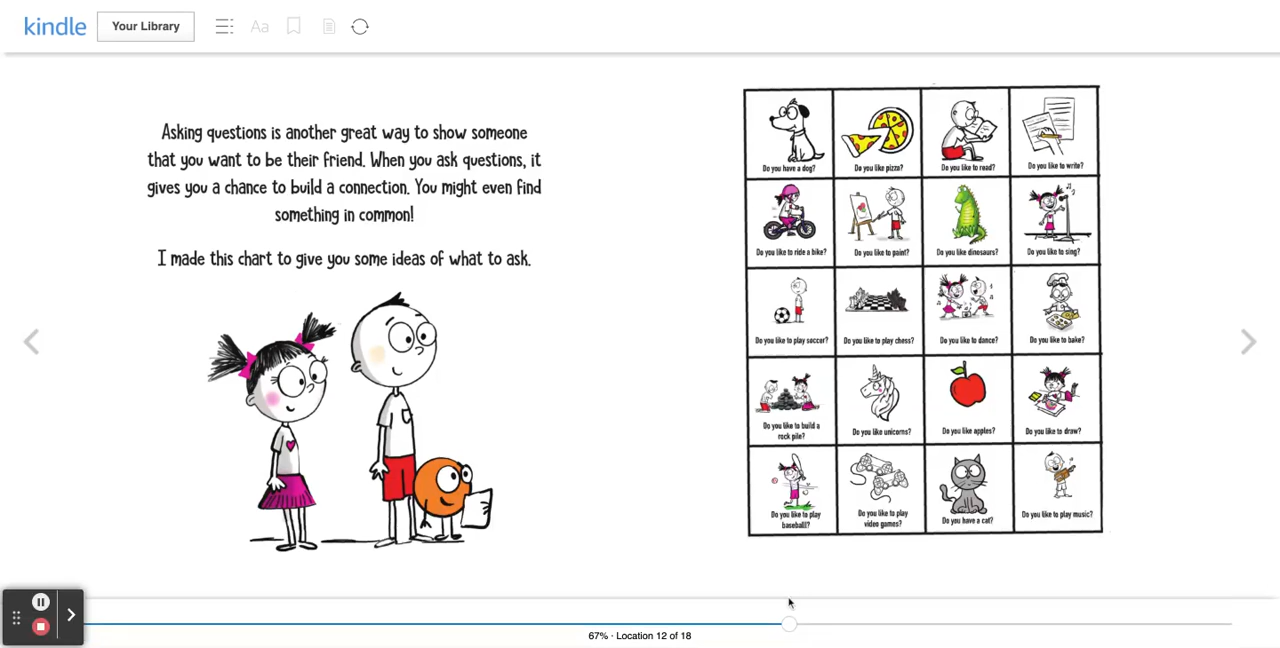 kindle
Your Library
Aa
Asking questions is another great way to show someone
that you want to be their friend. When you ask questions, it
gives you a chance to build a connection. You might even find
something in common!
I made this chart to give you some ideas of what to ask.
Do you have a dog?
Do you like pizza?
Do you like to read?
Do you like to write?
Do you like to ride a bike?
Do you like to paint?
Do you like dinosaurs?
Do you like to sing?
Do you like to play soccer?
Do you like to play chess?
Do you like to dance?
Do you like to bake?
Do you like to build a
rock pile?
Do you like unicorns?
Do you like apples?
Do you like to draw?
Do you like to play
baseball?
Do you like to play
video games?
Do you have a cat?
Do you like to play music?
67% · Location 12 of 18